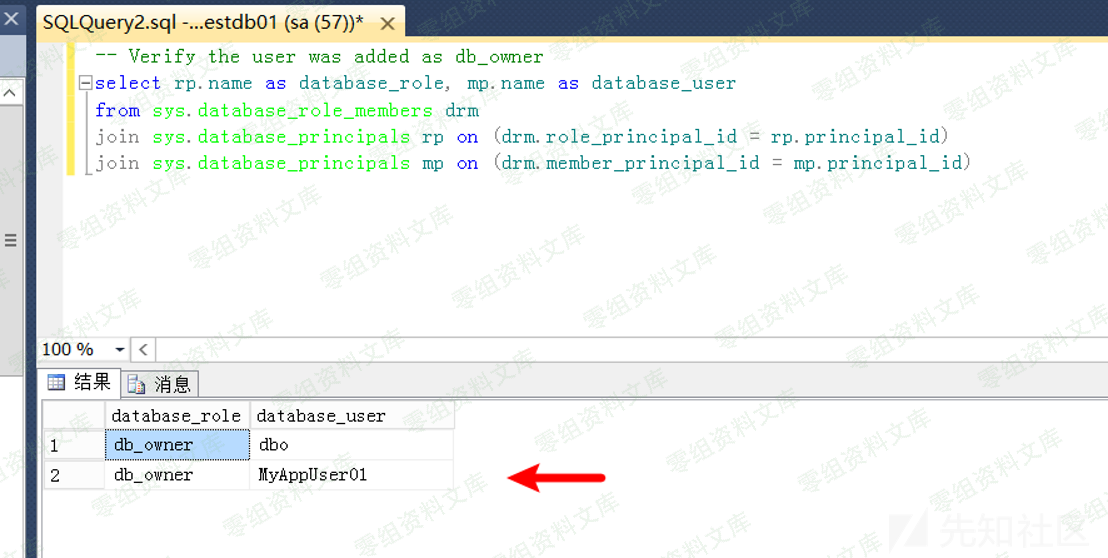 SQLQuery2.sql -...estdb01 (sa (57))*
-- Verify the user was added as db_owner
select rp.name as database_role, mp.name as database_user
from sys.database_role_members drm
join sys.database_principals rp on (drm.role_principal_id = rp.principal_id)
join sys.database_principals mp on (drm.member_principal_id = mp.principal_id)
100 %
结果 消息
database_role database_user
1 db_owner dbo
2 db_owner MyAppUser01
零组资料文库
先知社区